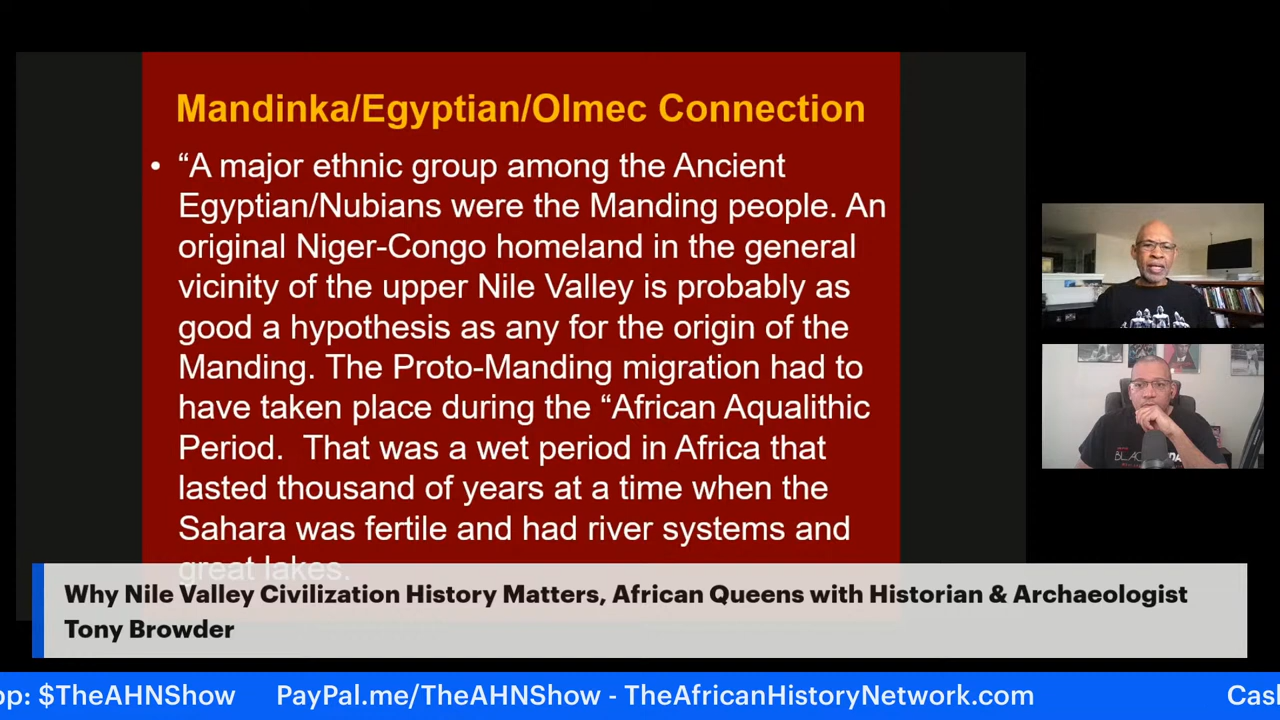 Mandinka/Egyptian/Olmec Connection
• “A major ethnic group among the Ancient
Egyptian/Nubians were the Manding people. An
original Niger-Congo homeland in the general
vicinity of the upper Nile Valley is probably as
good a hypothesis as any for the origin of the
Manding. The Proto-Manding migration had to
have taken place during the “African Aqualithic
Period.  That was a wet period in Africa that
lasted thousand of years at a time when the
Sahara was fertile and had river systems and
great lakes.
Why Nile Valley Civilization History Matters, African Queens with Historian & Archaeologist
Tony Browder
pp: $TheAHNShow PayPal.me/TheAHNShow - TheAfricanHistoryNetwork.com Cas